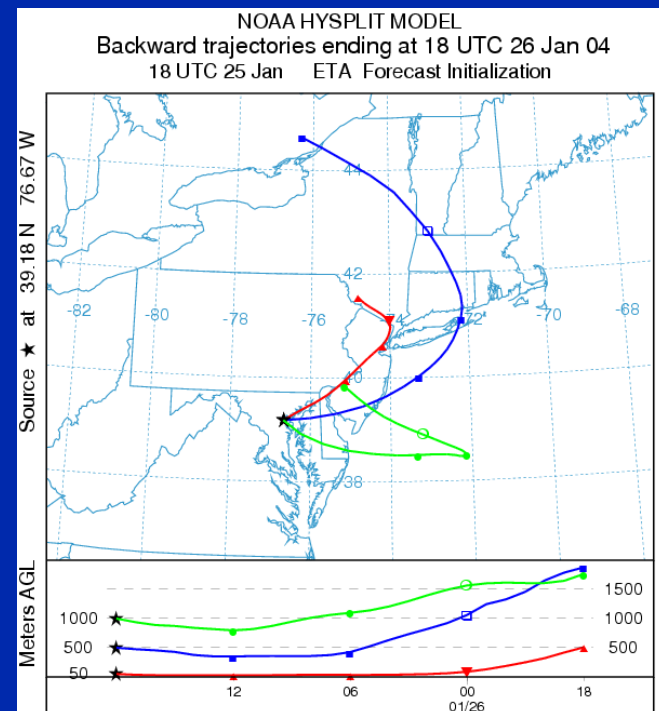 NOAA HYSPLIT MODEL
Backward trajectories ending at 18 UTC 26 Jan 04
18 UTC 25 Jan ETA Forecast Initialization
Source ★ at 39.18 N 76.67 W
44
42
-82 -80 -78 -76 -74 -72 -70 -68
40
38
Meters AGL
1500
1000 1000
500 500
50
12 06 00 18
01/26